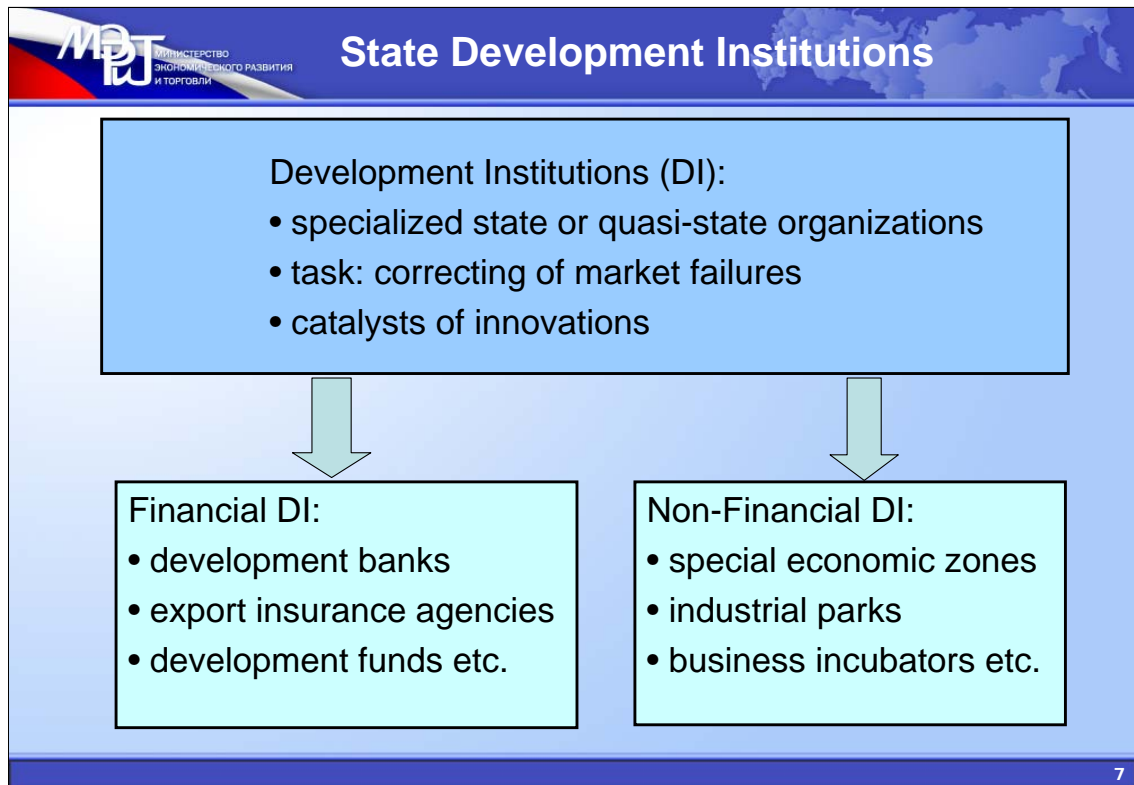 МЭРиТ
МИНИСТЕРСТВО
ЭКОНОМИЧЕСКОГО РАЗВИТИЯ
И ТОРГОВЛИ
State Development Institutions
Development Institutions (DI):
• specialized state or quasi-state organizations
• task: correcting of market failures
• catalysts of innovations
Financial DI:
• development banks
• export insurance agencies
• development funds etc.
Non-Financial DI:
• special economic zones
• industrial parks
• business incubators etc.
7